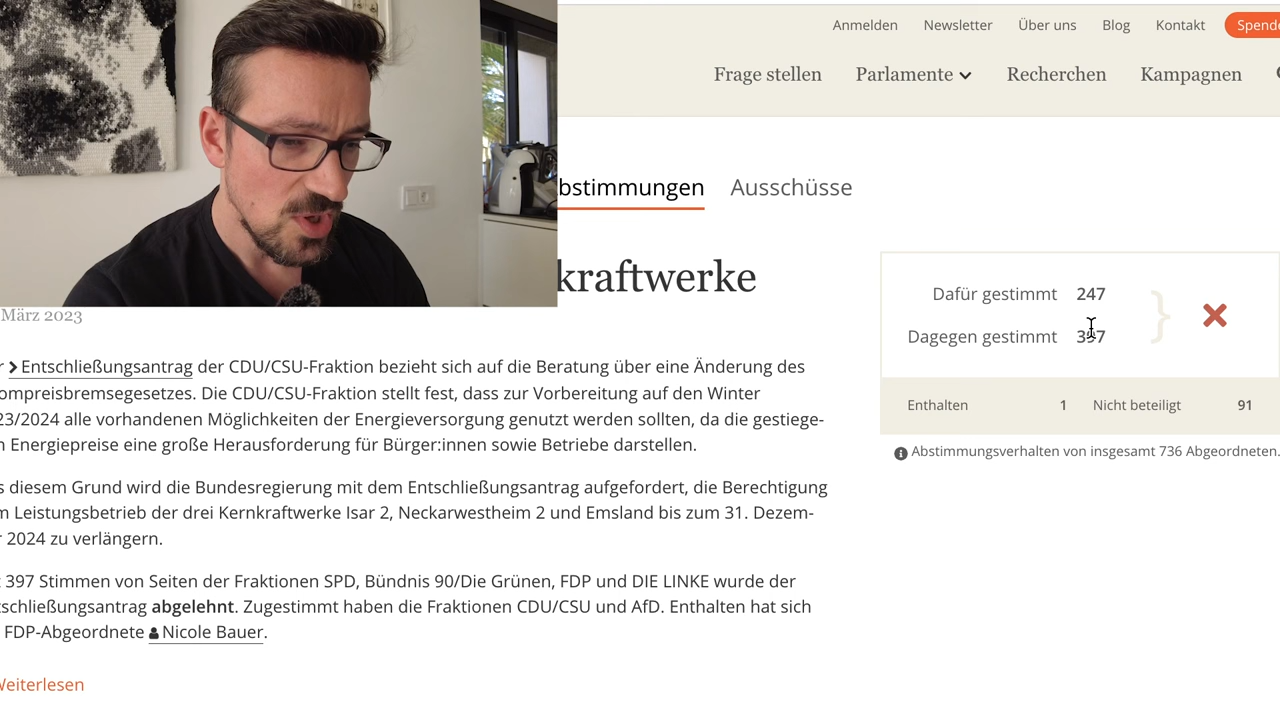 Anmelden Newsletter Über uns Blog Kontakt Spende
Frage stellen Parlamente Recherchen Kampagnen
bstimmungen Ausschüsse
kraftwerke
März 2023
r Entschließungsantrag der CDU/CSU-Fraktion bezieht sich auf die Beratung über eine Änderung des
ompreisbremsegesetzes. Die CDU/CSU-Fraktion stellt fest, dass zur Vorbereitung auf den Winter
23/2024 alle vorhandenen Möglichkeiten der Energieversorgung genutzt werden sollten, da die gestiege-
n Energiepreise eine große Herausforderung für Bürger:innen sowie Betriebe darstellen.
s diesem Grund wird die Bundesregierung mit dem Entschließungsantrag aufgefordert, die Berechtigung
m Leistungsbetrieb der drei Kernkraftwerke Isar 2, Neckarwestheim 2 und Emsland bis zum 31. Dezem-
r 2024 zu verlängern.
t 397 Stimmen von Seiten der Fraktionen SPD, Bündnis 90/Die Grünen, FDP und DIE LINKE wurde der
tschließungsantrag abgelehnt. Zugestimmt haben die Fraktionen CDU/CSU und AfD. Enthalten hat sich
FDP-Abgeordnete Nicole Bauer.
Weiterlesen
Dafür gestimmt 247
Dagegen gestimmt 397
Enthalten 1 Nicht beteiligt 91
Abstimmungsverhalten von insgesamt 736 Abgeordneten.